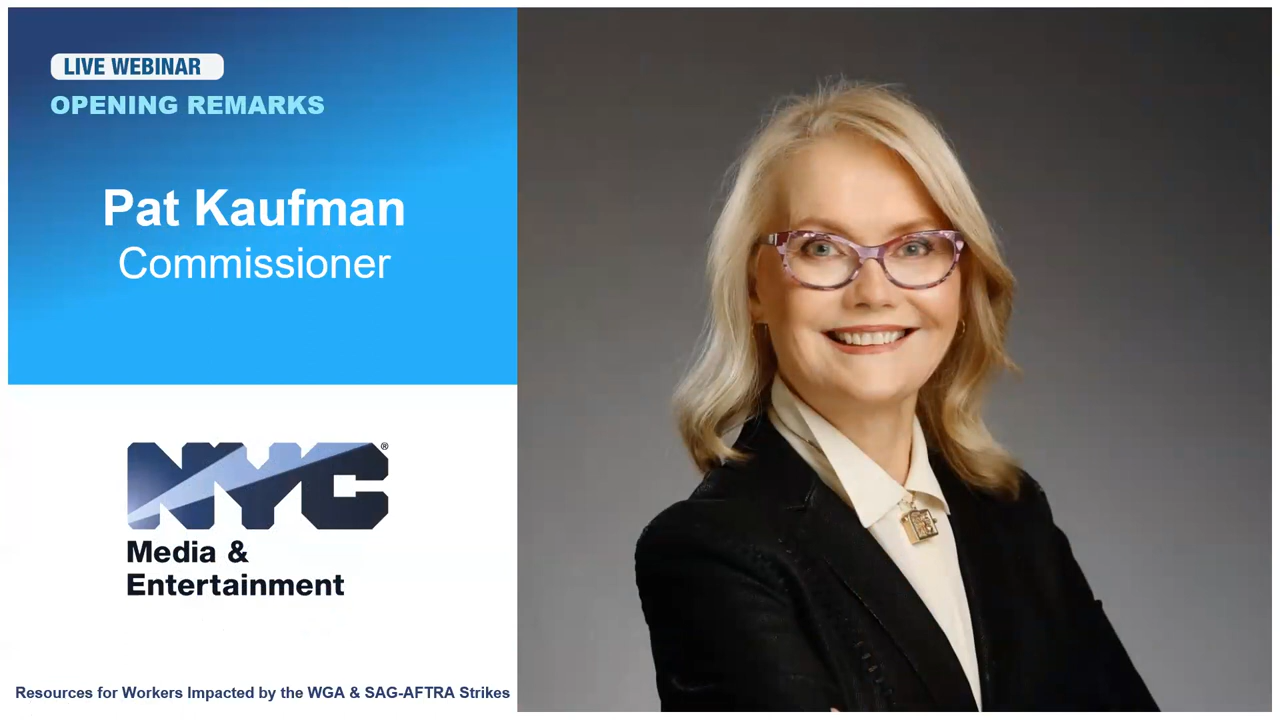 LIVE WEBINAR
OPENING REMARKS
Pat Kaufman
Commissioner
NYC®
Media &
Entertainment
Resources for Workers Impacted by the WGA & SAG-AFTRA Strikes